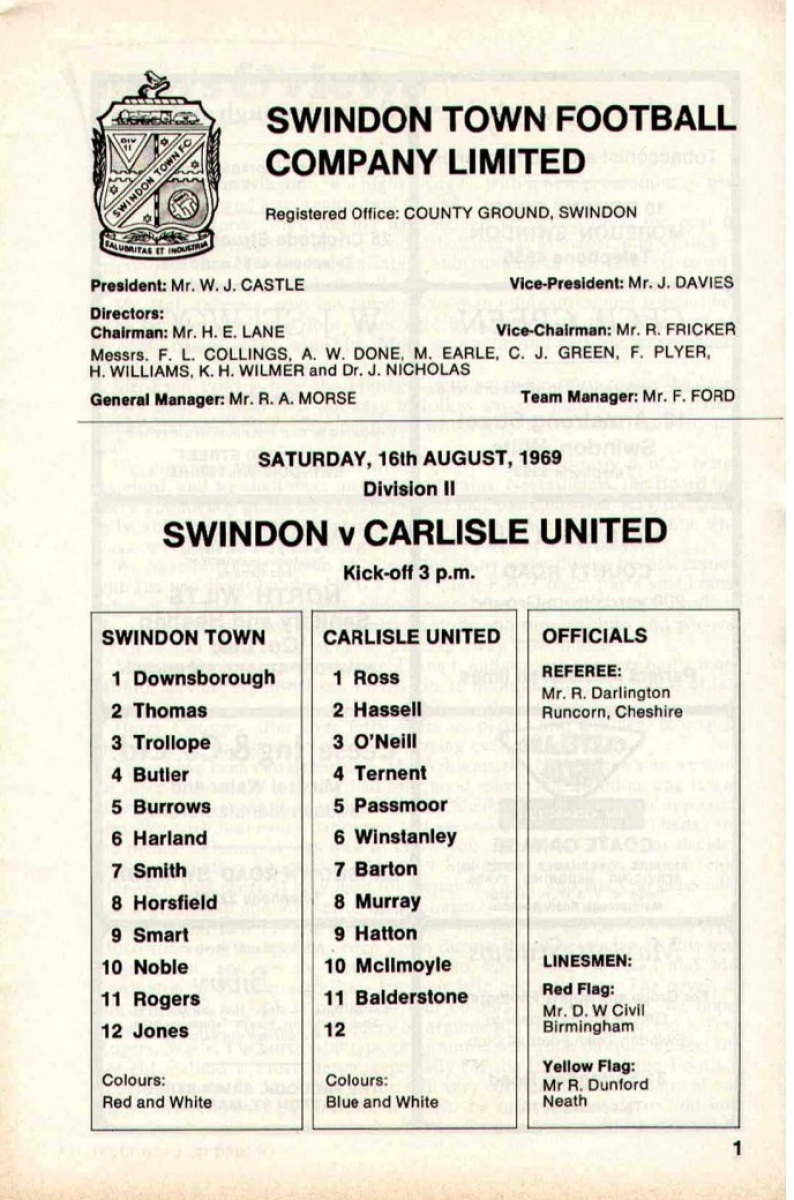 DIV
II
SWINDON TOWN F.C.
SALUBRITAS ET INDUSTRIA
SWINDON TOWN FOOTBALL
COMPANY LIMITED
Registered Office: COUNTY GROUND, SWINDON
President: Mr. W. J. CASTLE Vice-President: Mr. J. DAVIES
Directors:
Chairman: Mr. H. E. LANE Vice-Chairman: Mr. R. FRICKER
Messrs. F. L. COLLINGS, A. W. DONE, M. EARLE, C. J. GREEN, F. PLYER,
H. WILLIAMS, K. H. WILMER and Dr. J. NICHOLAS
General Manager: Mr. R. A. MORSE Team Manager: Mr. F. FORD
SATURDAY, 16th AUGUST, 1969
Division II
SWINDON v CARLISLE UNITED
Kick-off 3 p.m.
SWINDON TOWN
1 Downsborough
2 Thomas
3 Trollope
4 Butler
5 Burrows
6 Harland
7 Smith
8 Horsfield
9 Smart
10 Noble
11 Rogers
12 Jones
Colours:
Red and White
CARLISLE UNITED
1 Ross
2 Hassell
3 O'Neill
4 Ternent
5 Passmoor
6 Winstanley
7 Barton
8 Murray
9 Hatton
10 McIlmoyle
11 Balderstone
12
Colours:
Blue and White
OFFICIALS
REFEREE:
Mr. R. Darlington
Runcorn, Cheshire
LINESMEN:
Red Flag:
Mr. D. W Civil
Birmingham
Yellow Flag:
Mr R. Dunford
Neath
1